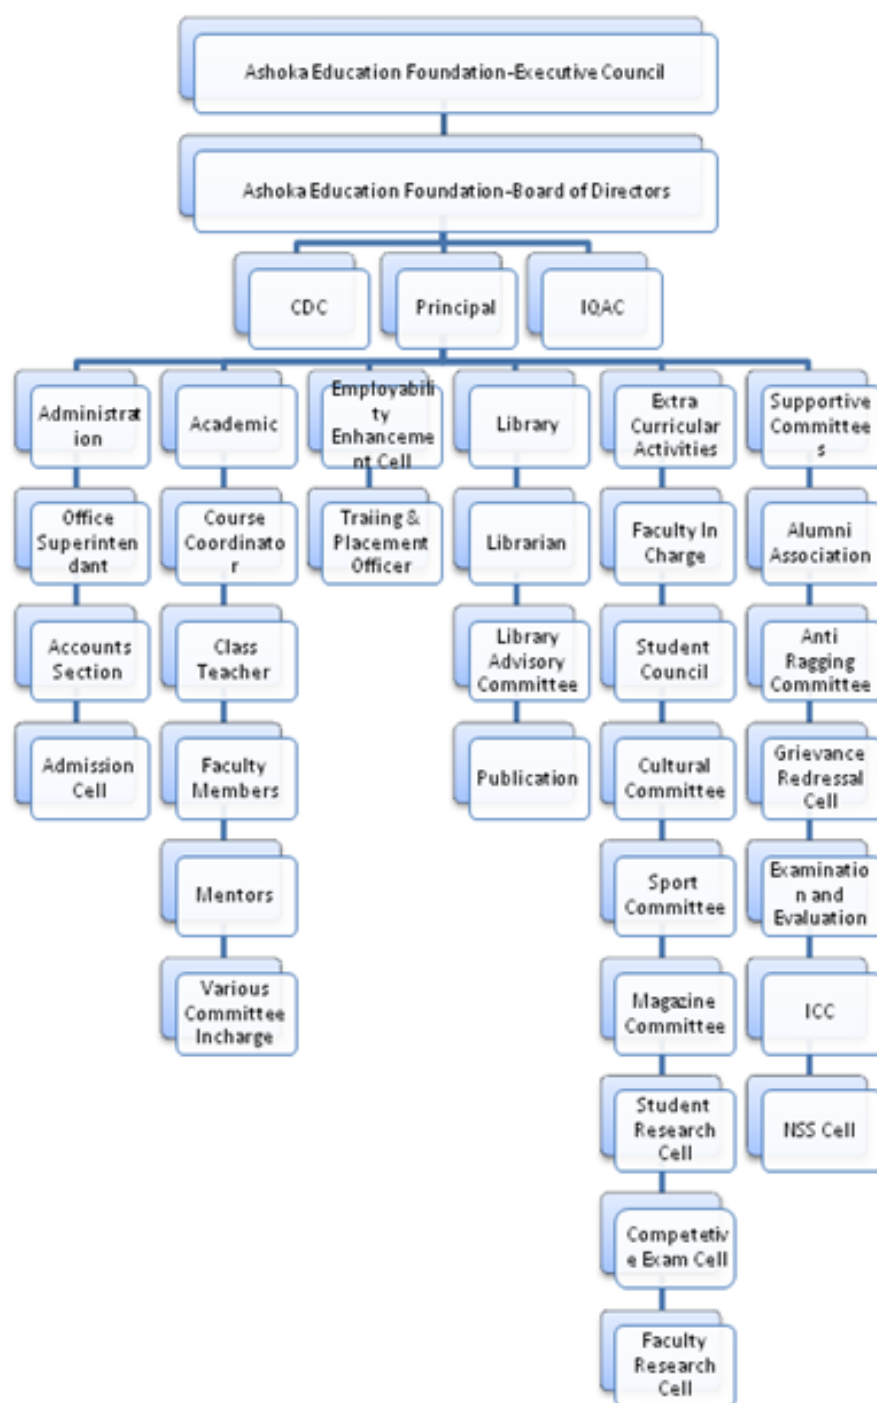 Ashoka Education Foundation-Executive Council
Ashoka Education Foundation-Board of Directors
CDC
Principal
IQAC
Administrat
ion
Academic
Employabili
ty
Enhanceme
nt Cell
Library
Extra
Curricular
Activities
Supportive
Committee
s
Office
Superinten
dant
Course
Coordinato
r
Traiing &
Placement
Officer
Librarian
Faculty In
Charge
Alumni
Association
Accounts
Section
Class
Teacher
Library
Advisory
Committee
Student
Council
Anti
Ragging
Committee
Admission
Cell
Faculty
Members
Publication
Cultural
Committee
Grievance
Redressal
Cell
Mentors
Sport
Committee
Examinatio
n and
Evaluation
Various
Committee
Incharge
Magazine
Committee
ICC
Student
Research
Cell
NSS Cell
Competetiv
e Exam Cell
Faculty
Research
Cell